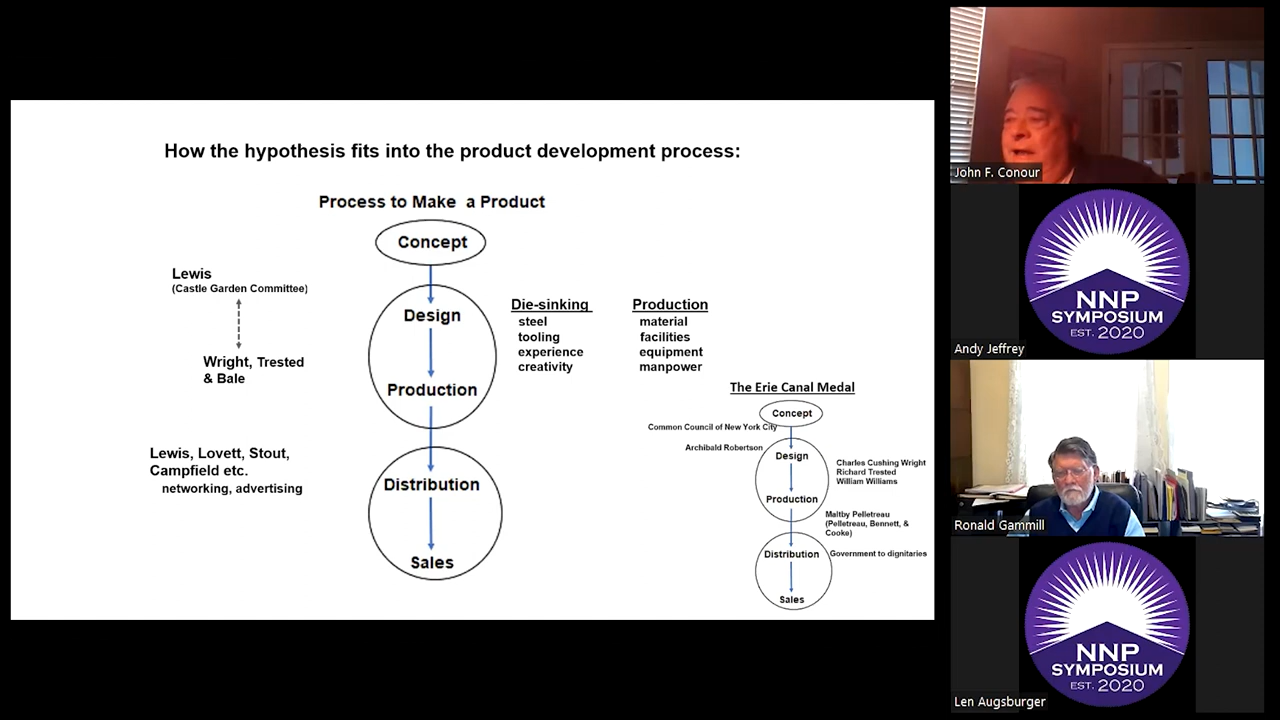 How the hypothesis fits into the product development process:
Process to Make a Product
Concept
Lewis
(Castle Garden Committee)
Wright, Trested
& Bale
Design
Production
Die-sinking
steel
tooling
experience
creativity
Production
material
facilities
equipment
manpower
Lewis, Lovett, Stout,
Campfield etc.
networking, advertising
Distribution
Sales
The Erie Canal Medal
Concept
Common Council of New York City
Archibald Robertson
Design
Charles Cushing Wright
Richard Trested
William Williams
Production
Maltby Pelletreau
(Pelletreau, Bennett, &
Cooke)
Distribution
Government to dignitaries
Sales
John F. Conour
NNP
SYMPOSIUM
EST. 2020
Andy Jeffrey
Ronald Gammill
NNP
SYMPOSIUM
EST. 2020
Len Augsburger